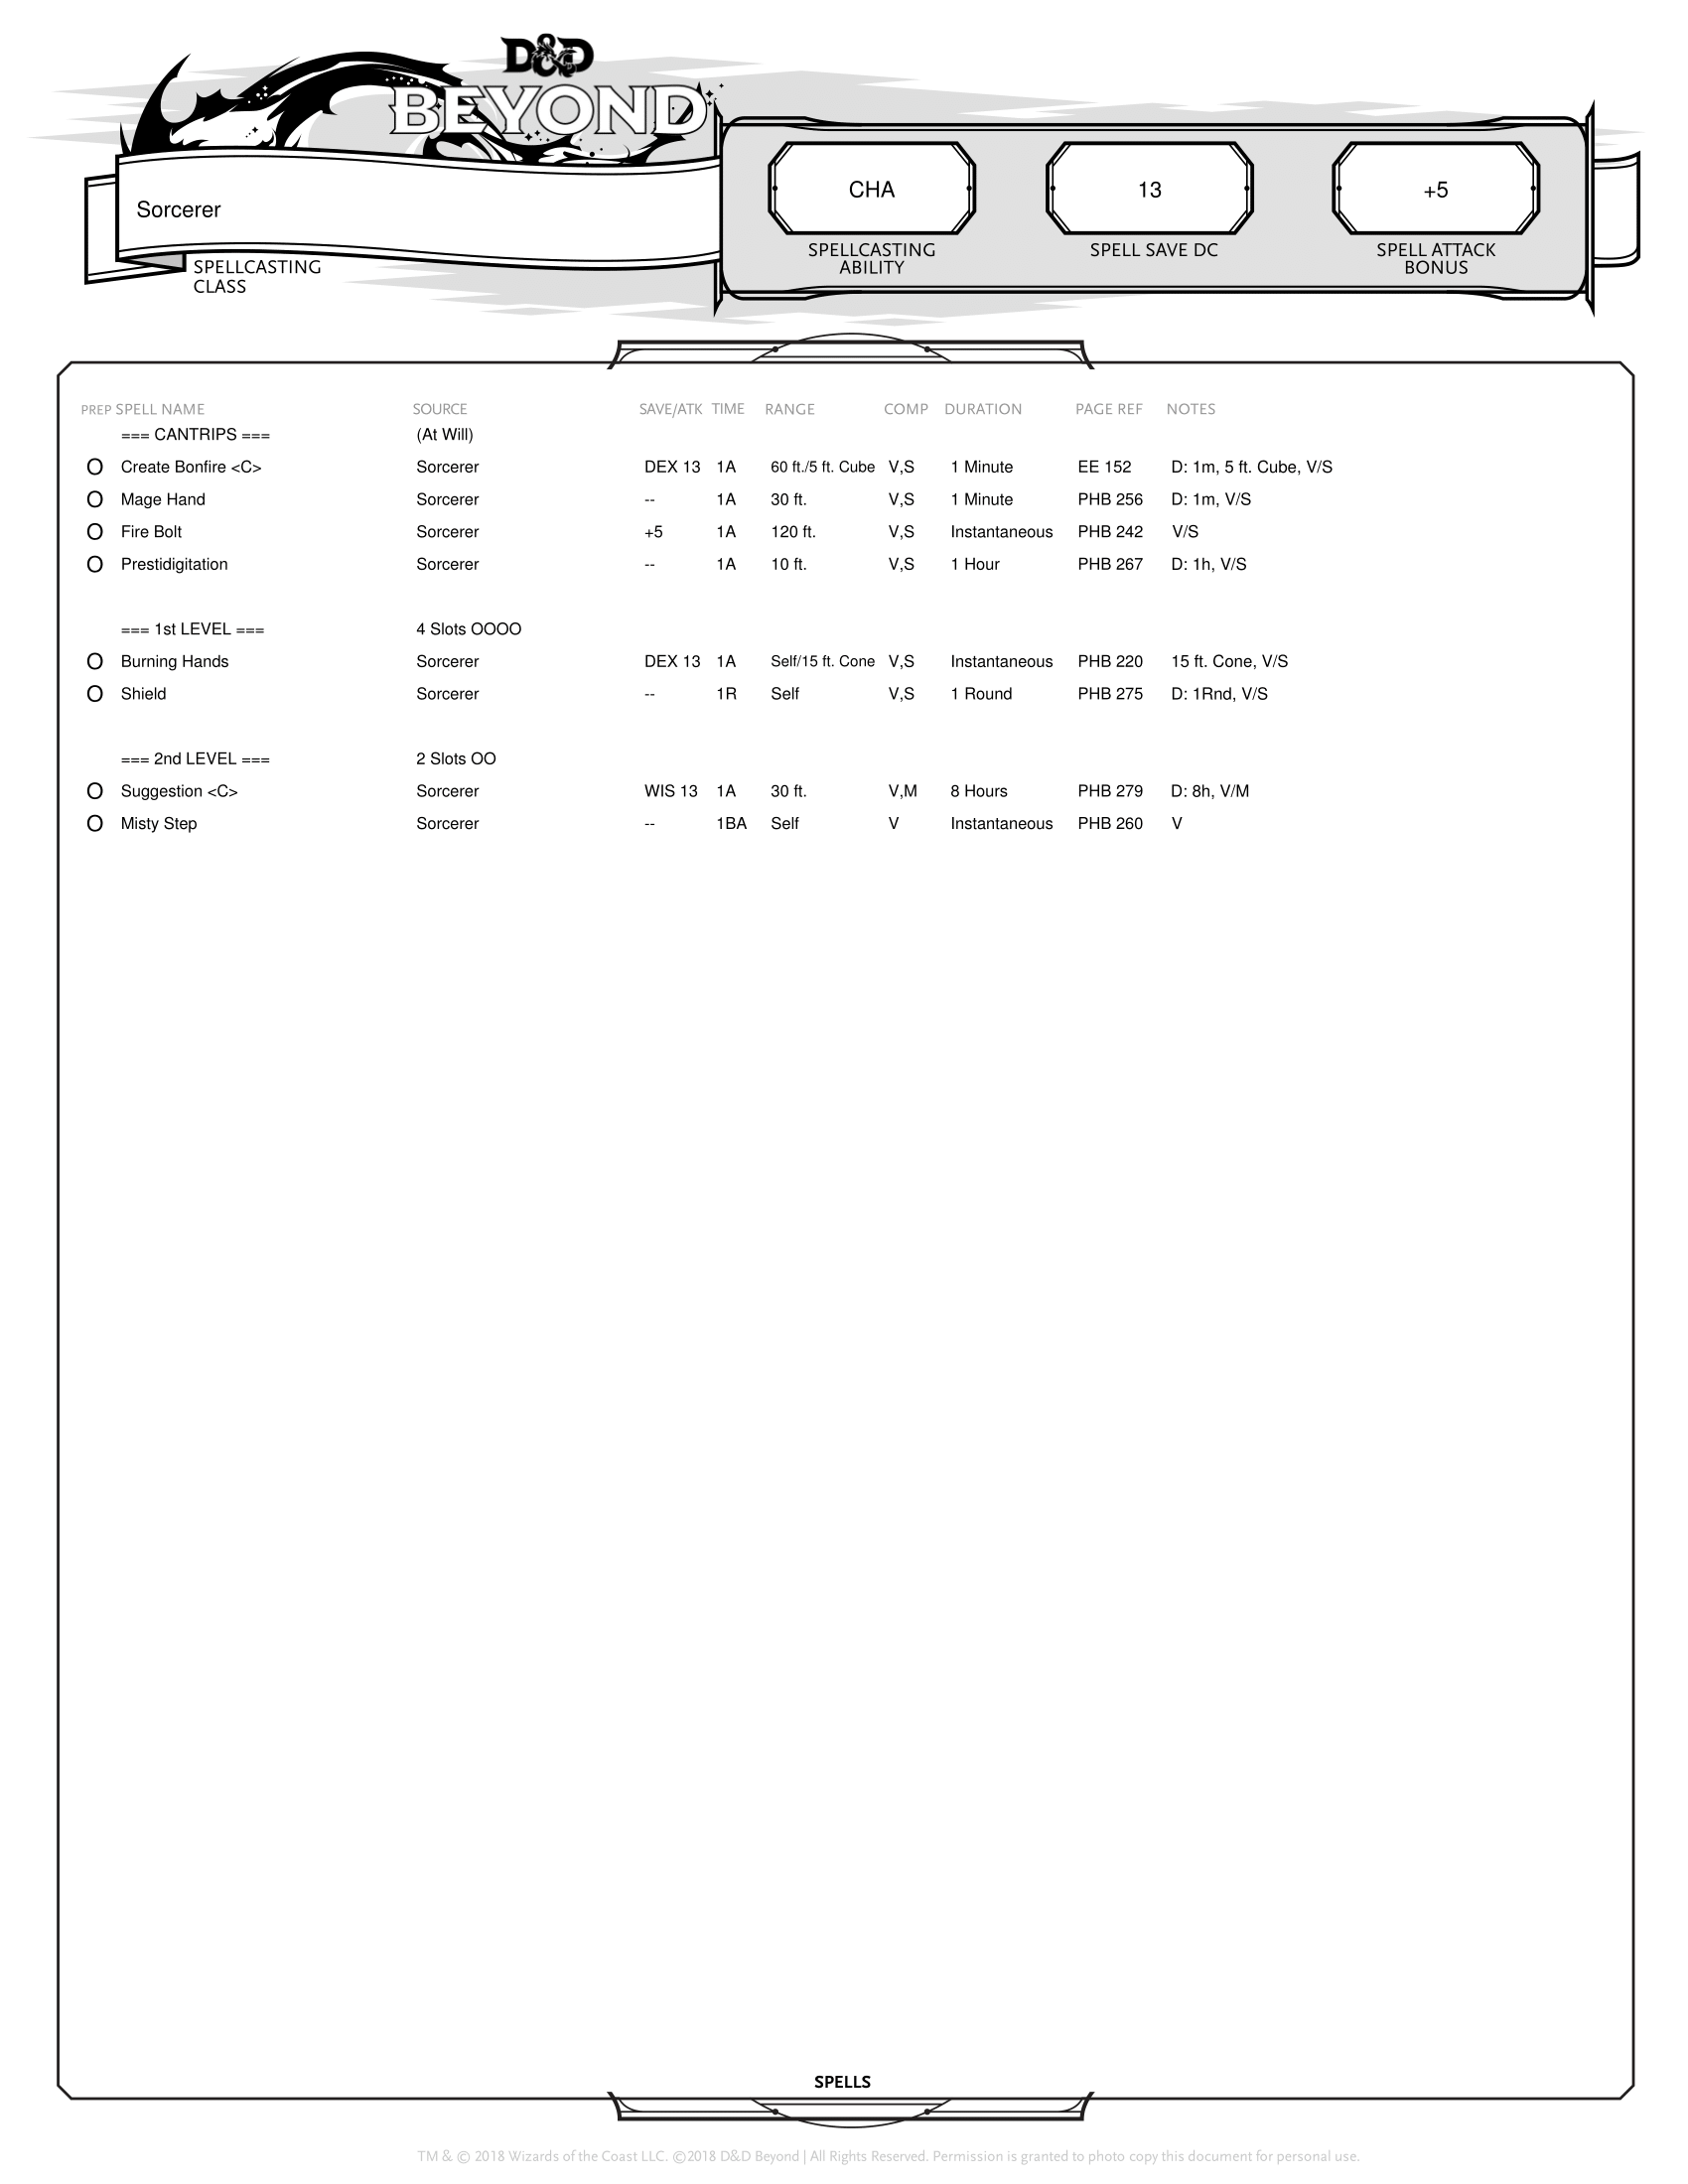 D&D
BEYOND
Sorcerer
SPELLCASTING
CLASS
CHA
SPELLCASTING
ABILITY
13
SPELL SAVE DC
+5
SPELL ATTACK
BONUS
PREP SPELL NAME SOURCE SAVE/ATK TIME RANGE COMP DURATION PAGE REF NOTES
=== CANTRIPS === (At Will)
O Create Bonfire <C> Sorcerer DEX 13 1A 60 ft./5 ft. Cube V,S 1 Minute EE 152 D: 1m, 5 ft. Cube, V/S
O Mage Hand Sorcerer -- 1A 30 ft. V,S 1 Minute PHB 256 D: 1m, V/S
O Fire Bolt Sorcerer +5 1A 120 ft. V,S Instantaneous PHB 242 V/S
O Prestidigitation Sorcerer -- 1A 10 ft. V,S 1 Hour PHB 267 D: 1h, V/S
=== 1st LEVEL === 4 Slots OOOO
O Burning Hands Sorcerer DEX 13 1A Self/15 ft. Cone V,S Instantaneous PHB 220 15 ft. Cone, V/S
O Shield Sorcerer -- 1R Self V,S 1 Round PHB 275 D: 1Rnd, V/S
=== 2nd LEVEL === 2 Slots OO
O Suggestion <C> Sorcerer WIS 13 1A 30 ft. V,M 8 Hours PHB 279 D: 8h, V/M
O Misty Step Sorcerer -- 1BA Self V Instantaneous PHB 260 V
SPELLS
TM & © 2018 Wizards of the Coast LLC. ©2018 D&D Beyond | All Rights Reserved. Permission is granted to photo copy this document for personal use.